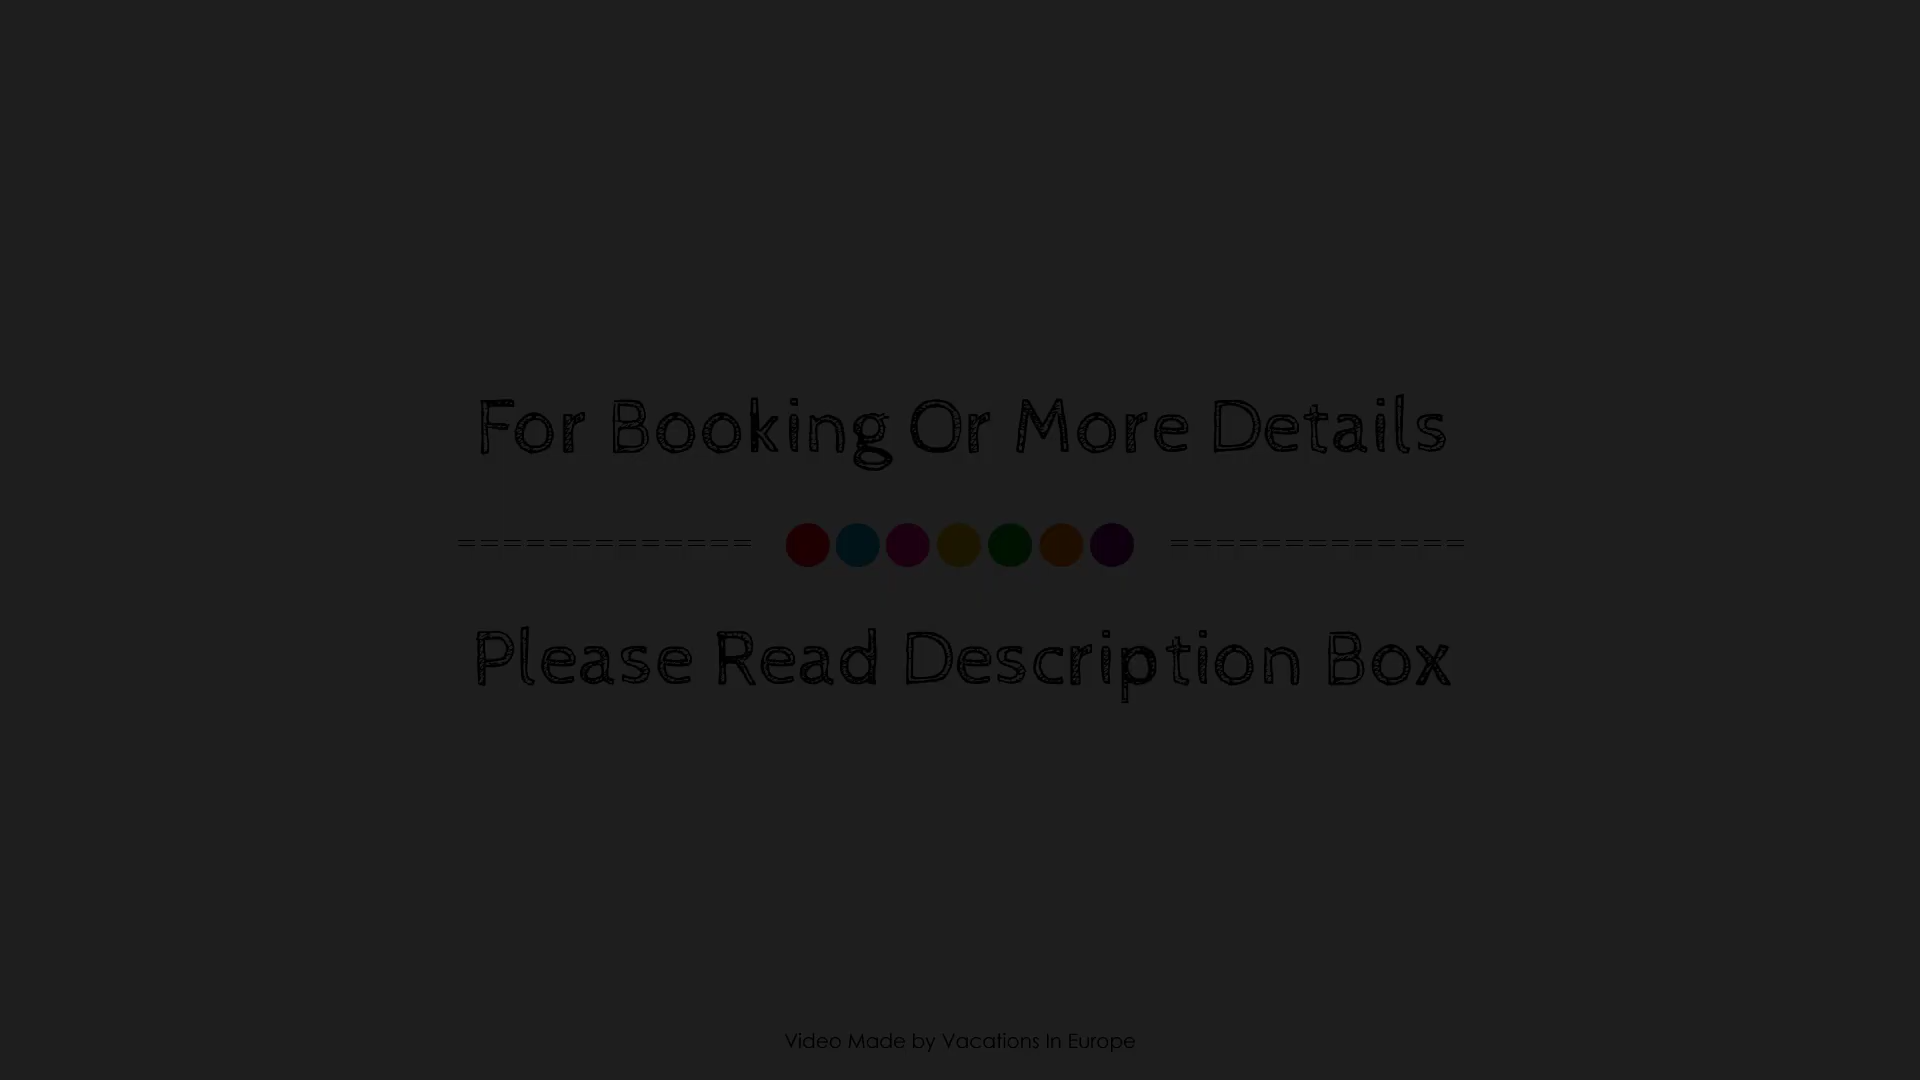 For Booking Or More Details
============= =============
Please Read Description Box
Video Made by Vacations In Europe